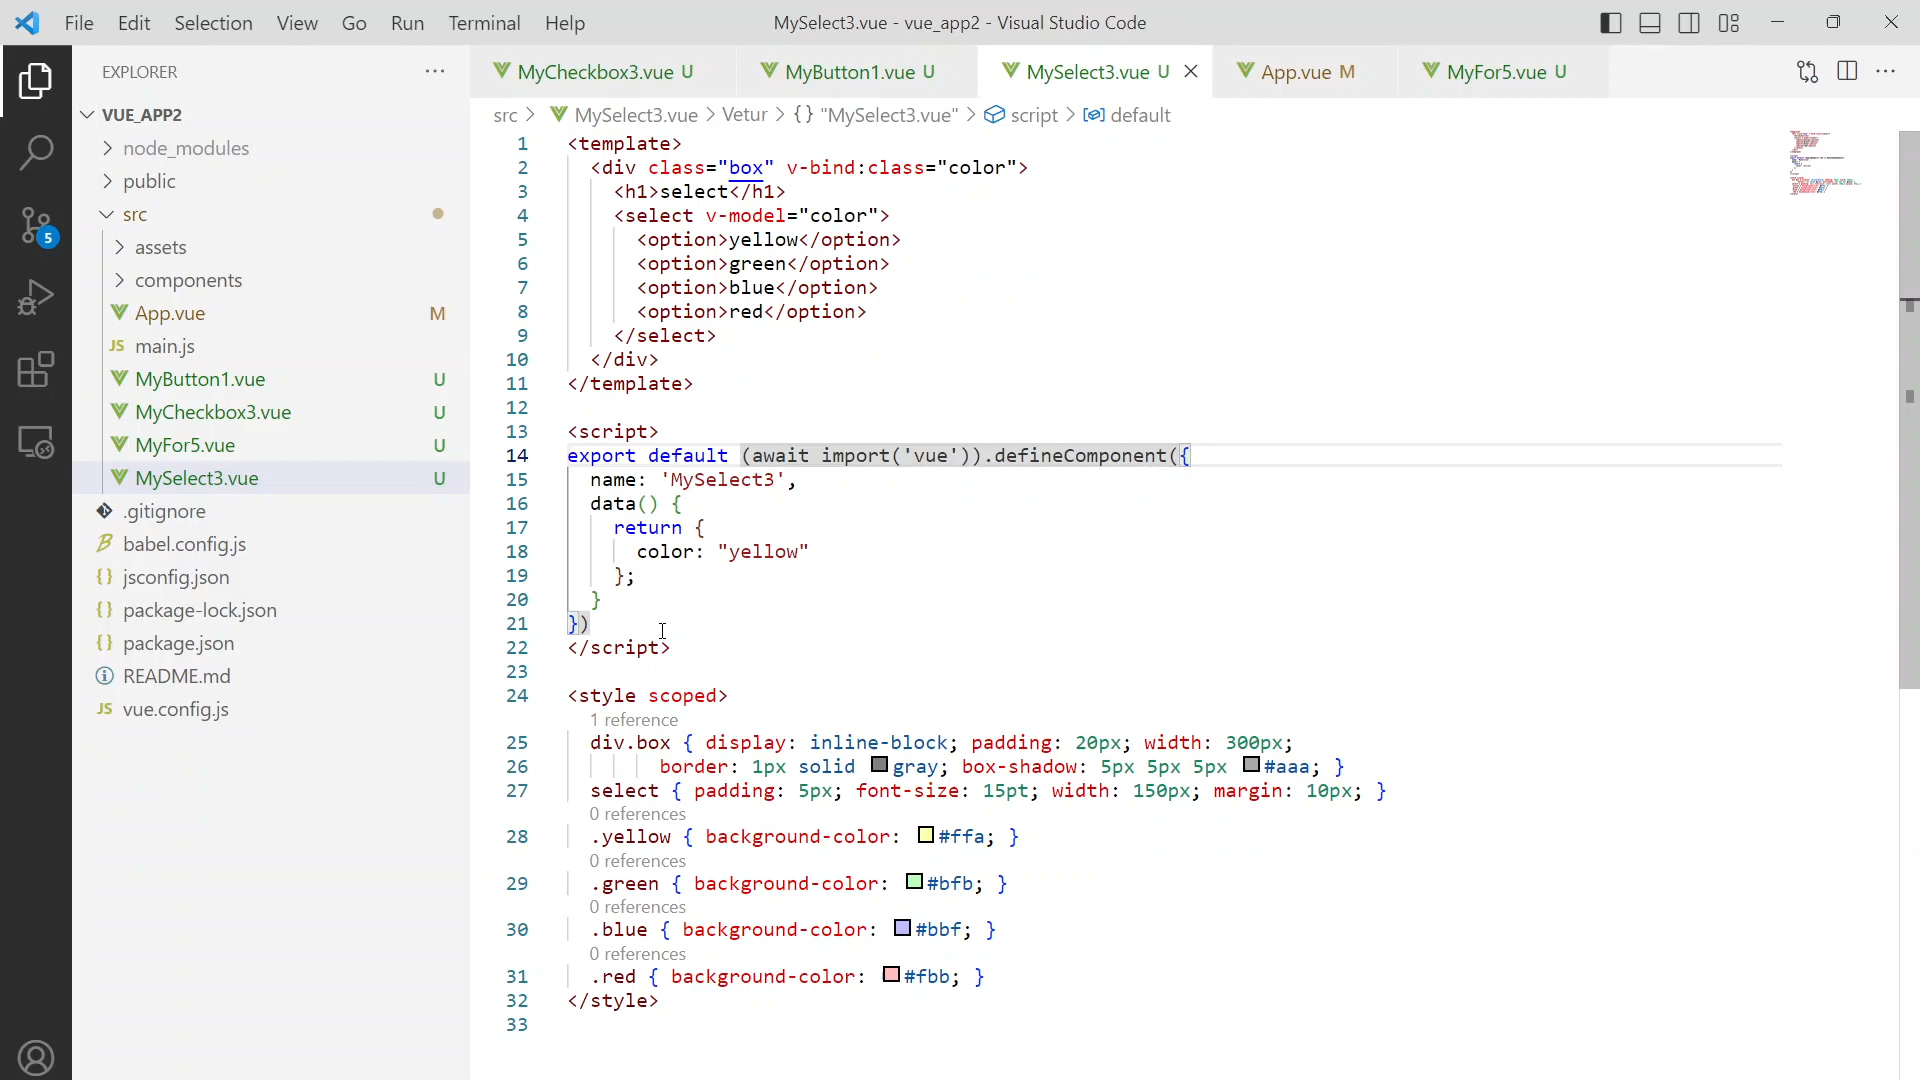 File Edit Selection View Go Run Terminal Help
MySelect3.vue - vue_app2 - Visual Studio Code
EXPLORER
VUE_APP2
node_modules
public
src
assets
components
App.vue M
JS main.js
MyButton1.vue U
MyCheckbox3.vue U
MyFor5.vue U
MySelect3.vue U
.gitignore
babel.config.js
{} jsconfig.json
{} package-lock.json
{} package.json
README.md
JS vue.config.js
5
MyCheckbox3.vue U
MyButton1.vue U
MySelect3.vue U
App.vue M
MyFor5.vue U
src > MySelect3.vue > Vetur > {} "MySelect3.vue" > script > default
1 <template>
2 <div class="box" v-bind:class="color">
3 <h1>select</h1>
4 <select v-model="color">
5 <option>yellow</option>
6 <option>green</option>
7 <option>blue</option>
8 <option>red</option>
9 </select>
10 </div>
11 </template>
12
13 <script>
14 export default (await import('vue')).defineComponent({
15 name: 'MySelect3',
16 data() {
17 return {
18 color: "yellow"
19 };
20 }
21 })
22 </script>
23
24 <style scoped>
1 reference
25 div.box { display: inline-block; padding: 20px; width: 300px;
26 border: 1px solid gray; box-shadow: 5px 5px 5px #aaa; }
27 select { padding: 5px; font-size: 15pt; width: 150px; margin: 10px; }
0 references
28 .yellow { background-color: #ffa; }
0 references
29 .green { background-color: #bfb; }
0 references
30 .blue { background-color: #bbf; }
0 references
31 .red { background-color: #fbb; }
32 </style>
33